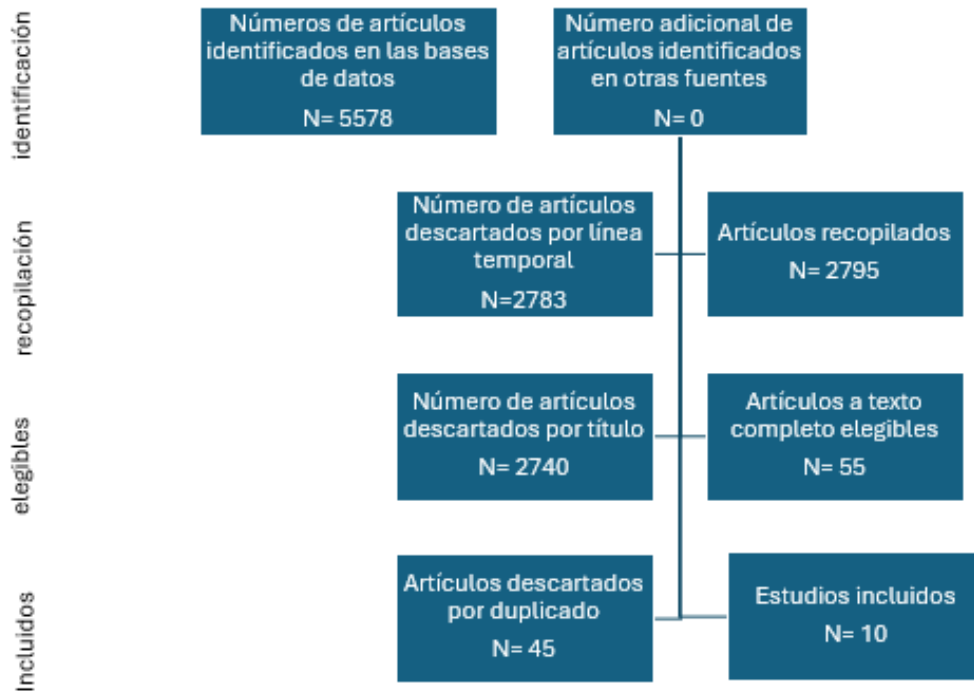 identificación
Números de artículos
identificados en las bases
de datos
N= 5578
Número adicional de
artículos identificados
en otras fuentes
N= 0
recopilación
Número de artículos
descartados por línea
temporal
N=2783
Artículos recopilados
N= 2795
elegibles
Número de artículos
descartados por título
N= 2740
Artículos a texto
completo elegibles
N= 55
Incluidos
Artículos descartados
por duplicado
N= 45
Estudios incluidos
N= 10